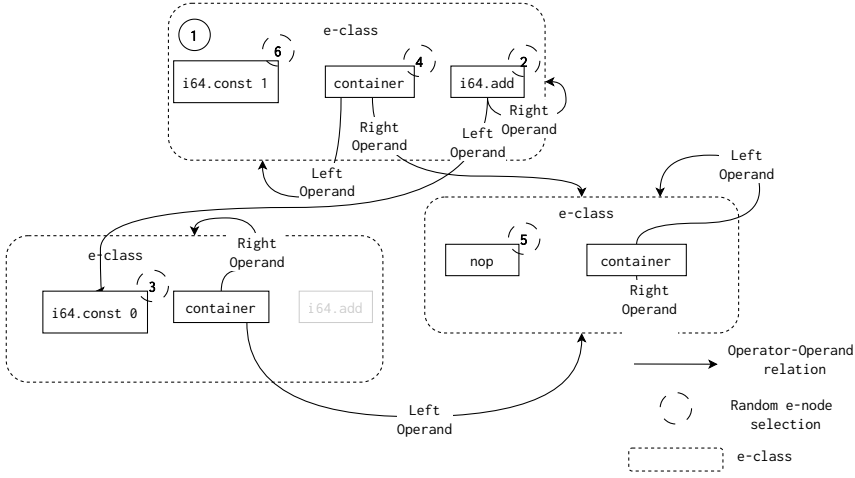 1
e-class
6
4
2
i64.const 1
container
i64.add
Right
Operand
Right
Operand
Left
Operand
Left
Operand
Left
Operand
e-class
5
nop
container
Right
Operand
e-class
Right
Operand
3
i64.const 0
container
i64.add
Left
Operand
Operator-Operand
relation
Random e-node
selection
e-class